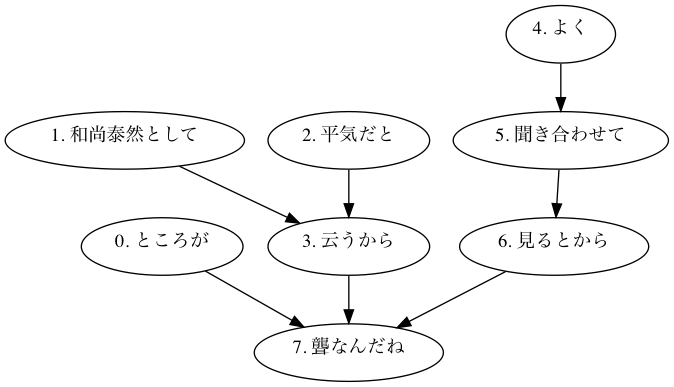 4. よく
1. 和尚泰然として
2. 平気だと
5. 聞き合わせて
0. ところが
3. 云うから
6. 見るとから
7. 聾なんだね